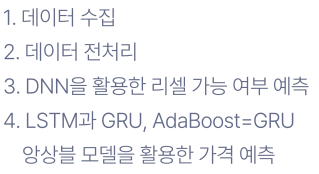 1. 데이터 수집
2. 데이터 전처리
3. DNN을 활용한 리셀 가능 여부 예측
4. LSTM과 GRU, AdaBoost=GRU
앙상블 모델을 활용한 가격 예측